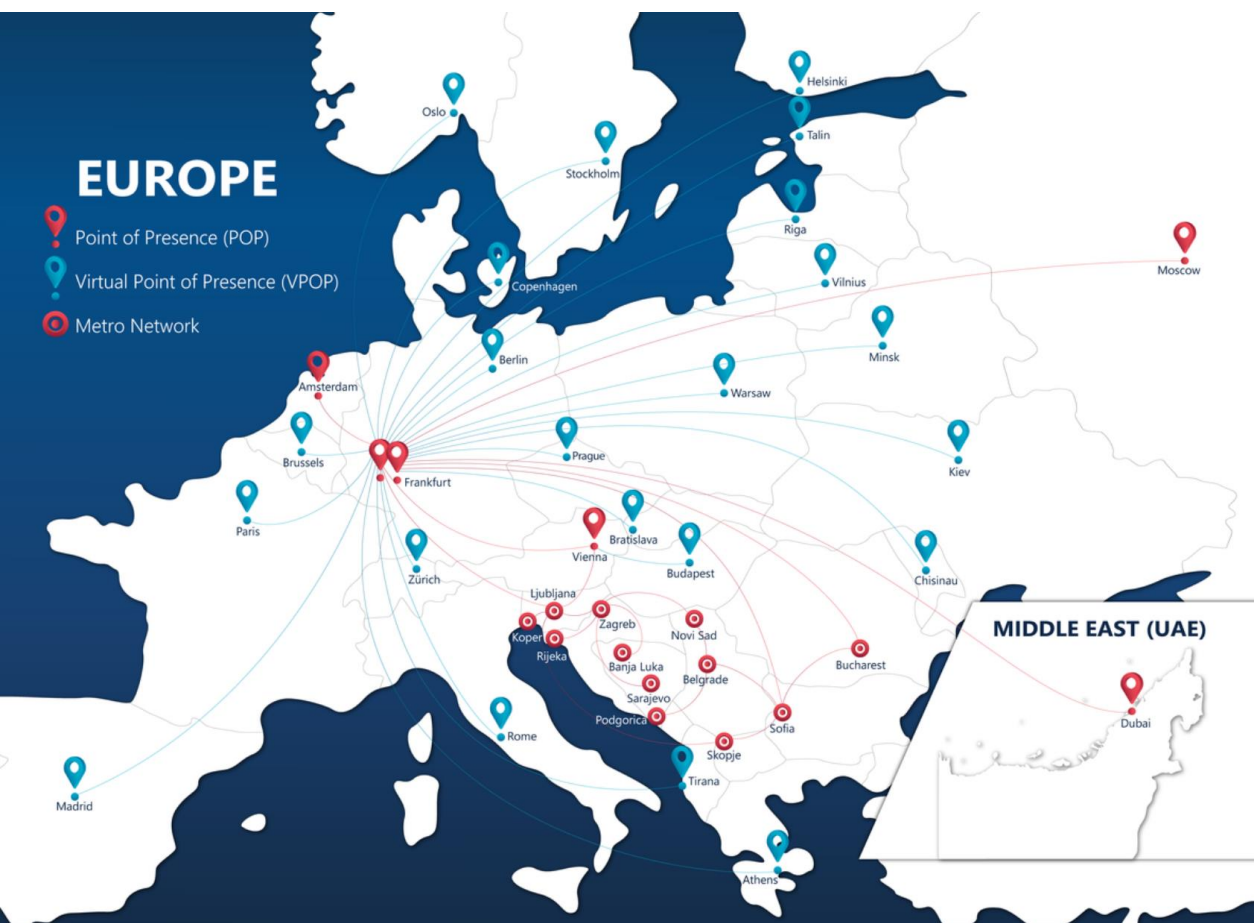 EUROPE
Point of Presence (POP)
Virtual Point of Presence (VPOP)
Metro Network
Helsinki
Oslo
Talin
Stockholm
Riga
Moscow
Copenhagen
Vilnius
Minsk
Berlin
Amsterdam
Warsaw
Brussels
Prague
Kiev
Frankfurt
Paris
Bratislava
Vienna
Budapest
Zürich
Chisinau
Ljubljana
Zagreb
Koper
Novi Sad
Rijeka
Banja Luka
Bucharest
Belgrade
Sarajevo
Podgorica
Sofia
Skopje
Rome
Tirana
Madrid
Athens
MIDDLE EAST (UAE)
Dubai